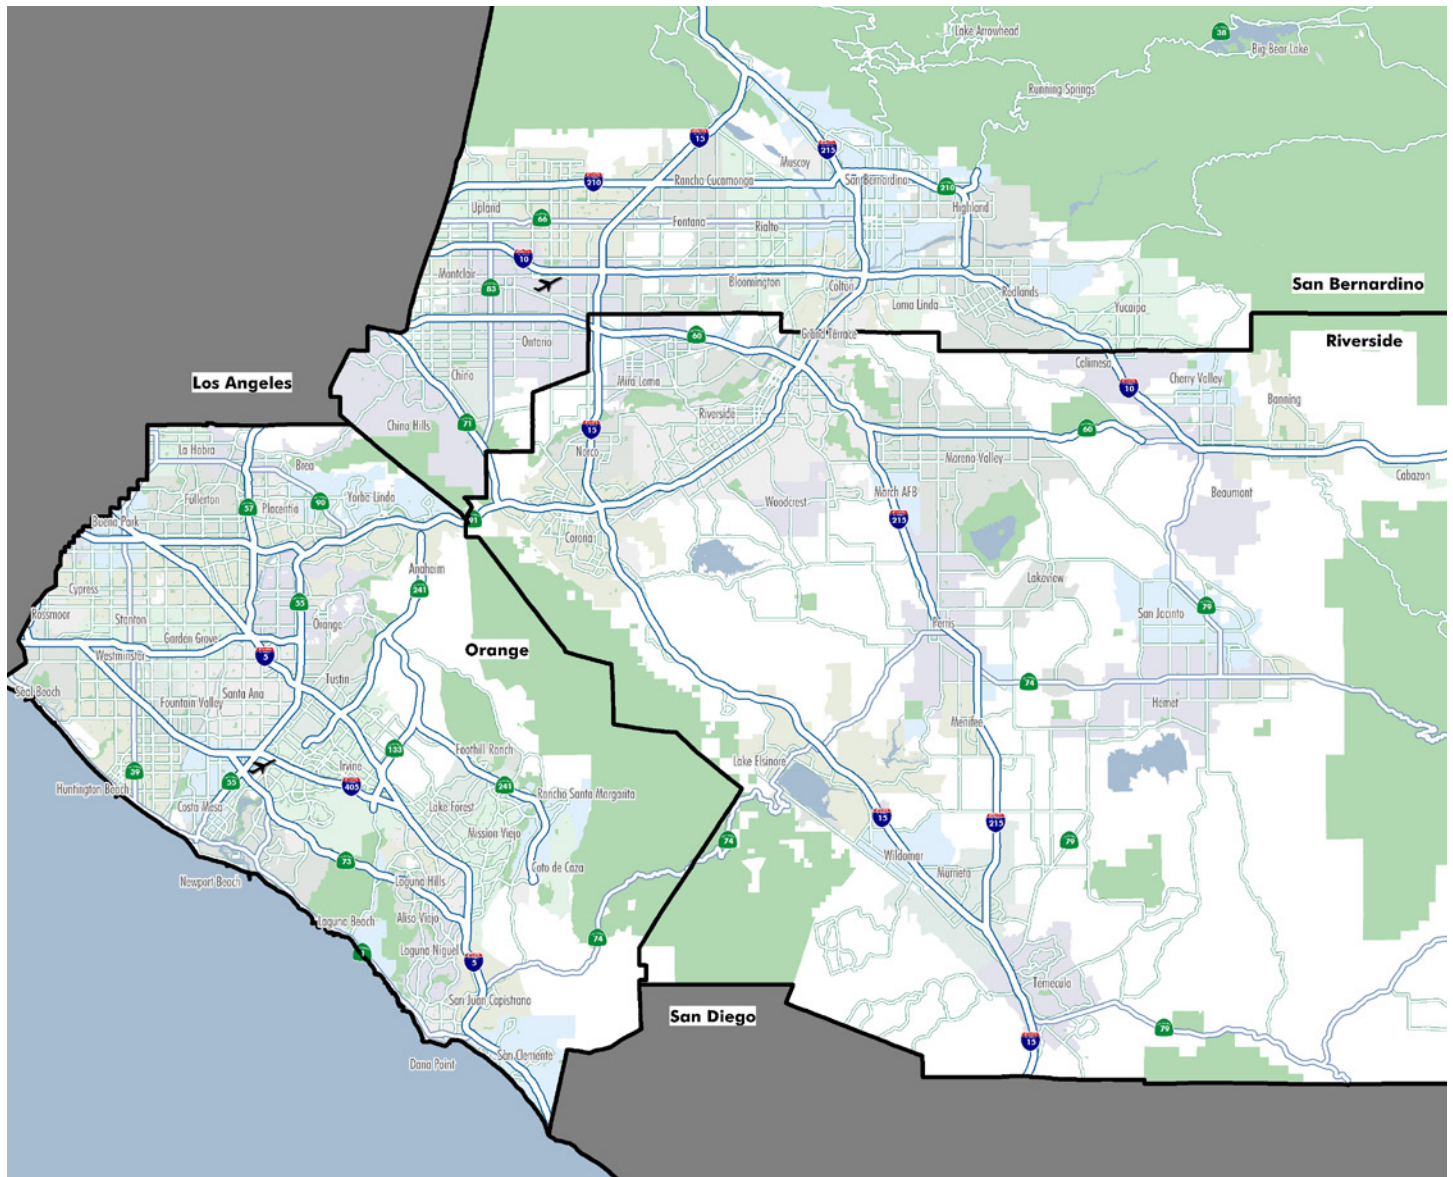 38
Lake Arrowhead
Big Bear Lake
Running Springs
15
215
Muscoy
210
Rancho Cucamonga
San Bernardino
210
Highland
Upland
66
Fontana
Rialto
10
Montclair
83
Bloomington
Colton
Loma Linda
Redlands
Yucaipa
San Bernardino
Ontario
60
Grand Terrace
Riverside
Los Angeles
Chino
Mira Loma
Calimesa
Cherry Valley
10
Banning
Chino Hills
71
15
Riverside
60
La Habra
Brea
Norco
Moreno Valley
Cabazon
Fullerton
Yorba Linda
90
57
Placentia
Woodcrest
March AFB
Beaumont
Buena Park
91
215
Corona
Anaheim
Cypress
241
Lakeview
55
79
Rossmoor
Stanton
Orange
San Jacinto
Garden Grove
Perris
Westminster
5
Orange
Tustin
74
Seal Beach
Santa Ana
Fountain Valley
Hemet
Menifee
133
Foothill Ranch
Lake Elsinore
39
Irvine
Huntington Beach
55
405
241
Rancho Santa Margarita
Costa Mesa
Lake Forest
15
215
Mission Viejo
74
79
Wildomar
73
Coto de Caza
Newport Beach
Laguna Hills
Murrieta
Laguna Beach
Aliso Viejo
74
1
Laguna Niguel
5
Temecula
San Juan Capistrano
San Diego
79
15
San Clemente
Dana Point